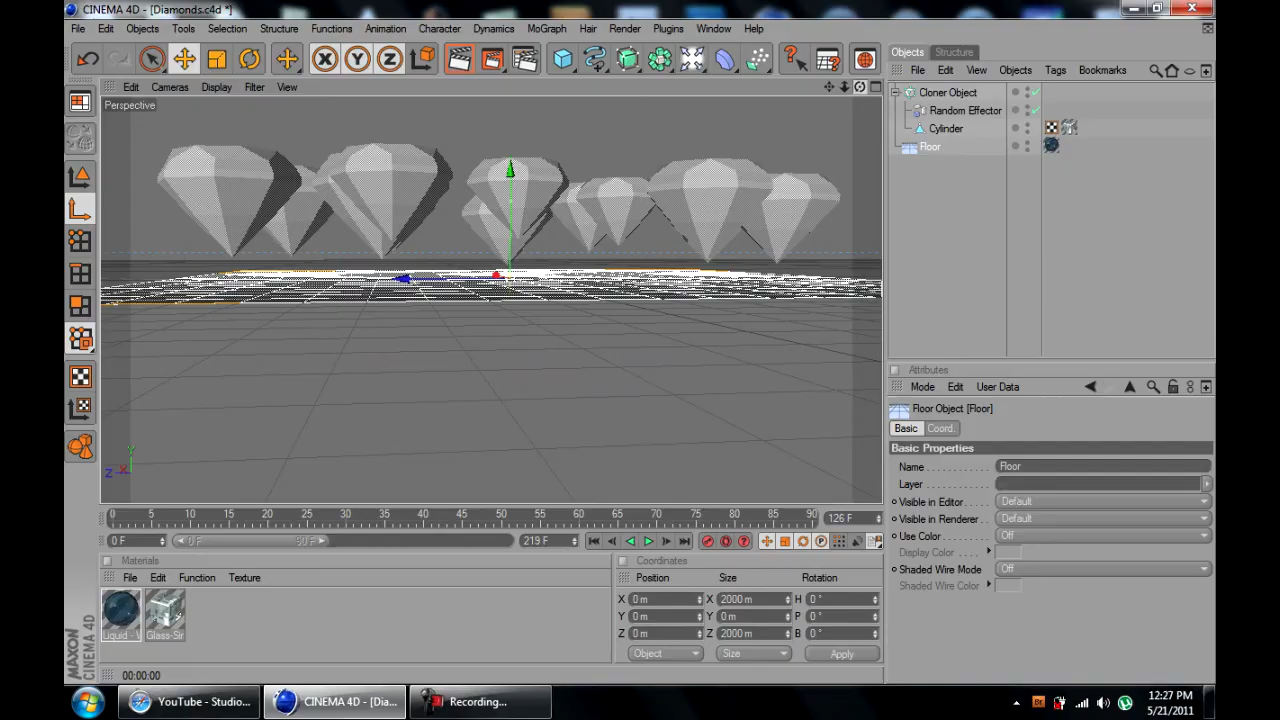 CINEMA 4D - [Diamonds.c4d *]
File Edit Objects Tools Selection Structure Functions Animation Character Dynamics MoGraph Hair Render Plugins Window Help
Edit Cameras Display Filter View
Perspective
Y
Z X
0 5 10 15 20 25 30 35 40 45 50 55 60 65 70 75 80 85 90 126 F
0 F 90 F 219 F
Materials
File Edit Function Texture
Liquid - V Glass-Sir
Coordinates
Position Size Rotation
X 0 m X 2000 m H 0 °
Y 0 m Y 0 m P 0 °
Z 0 m Z 2000 m B 0 °
Object Size Apply
00:00:00
MAXON
CINEMA 4D
Objects Structure
File Edit View Objects Tags Bookmarks
Cloner Object
Random Effector
Cylinder
Floor
Attributes
Mode Edit User Data
Floor Object [Floor]
Basic Coord.
Basic Properties
Name Floor
Layer
Visible in Editor Default
Visible in Renderer Default
Use Color Off
Display Color
Shaded Wire Mode Off
Shaded Wire Color
YouTube - Studio... CINEMA 4D - [Dia... Recording...
Br
12:27 PM
5/21/2011